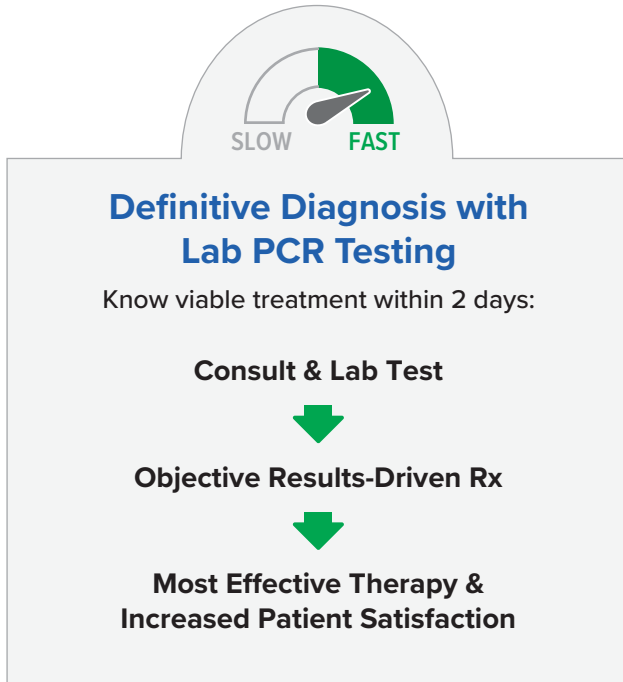 SLOW FAST
Definitive Diagnosis with
Lab PCR Testing
Know viable treatment within 2 days:
Consult & Lab Test
Objective Results-Driven Rx
Most Effective Therapy &
Increased Patient Satisfaction